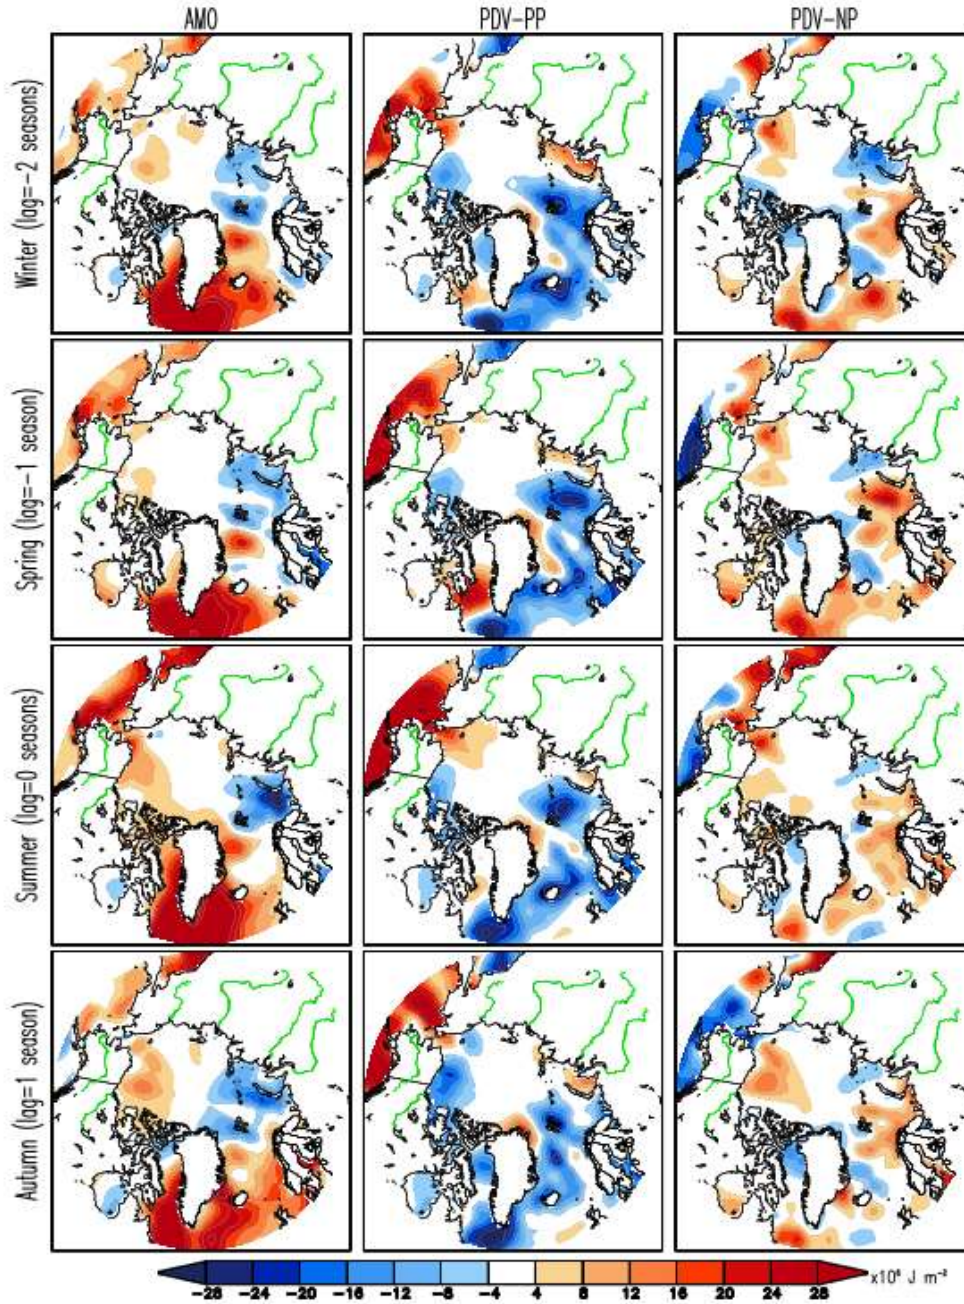 AMO PDV-PP PDV-NP
Winter (lag=-2 seasons)
Spring (lag=-1 season)
Summer (lag=0 seasons)
Autumn (lag=1 season)
-28 -24 -20 -16 -12 -8 -4 4 8 12 16 20 24 28 x10⁶ J m⁻²